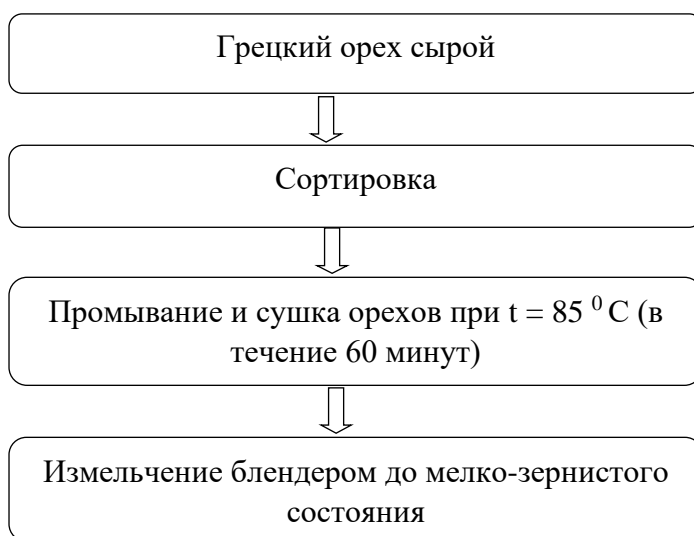 Грецкий орех сырой
Сортировка
Промывание и сушка орехов при t = 85 ⁰ С (в
течение 60 минут)
Измельчение блендером до мелко-зернистого
состояния